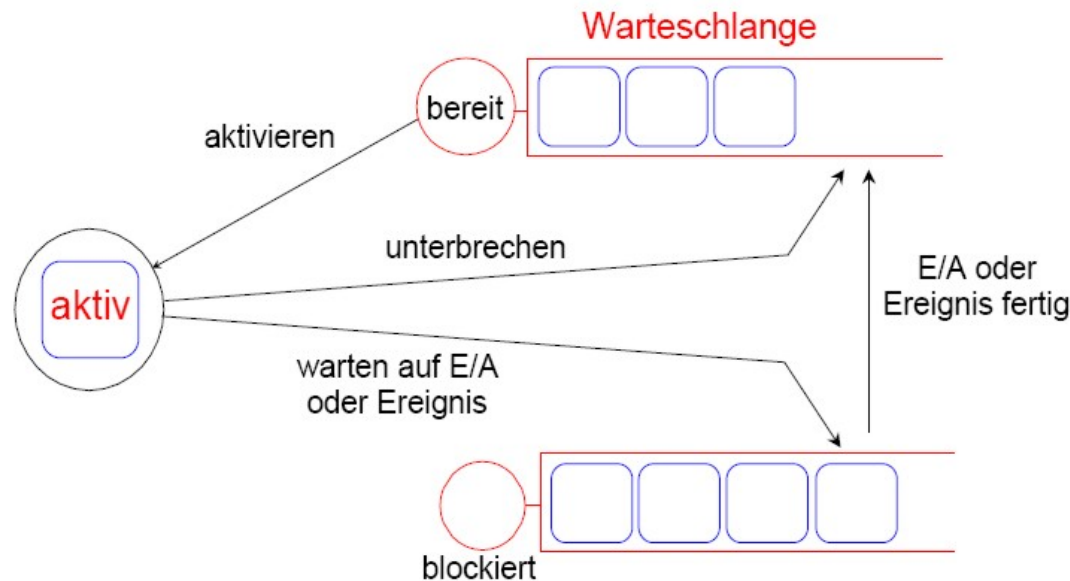 Warteschlange
bereit
aktivieren
unterbrechen
aktiv
E/A oder
Ereignis fertig
warten auf E/A
oder Ereignis
blockiert